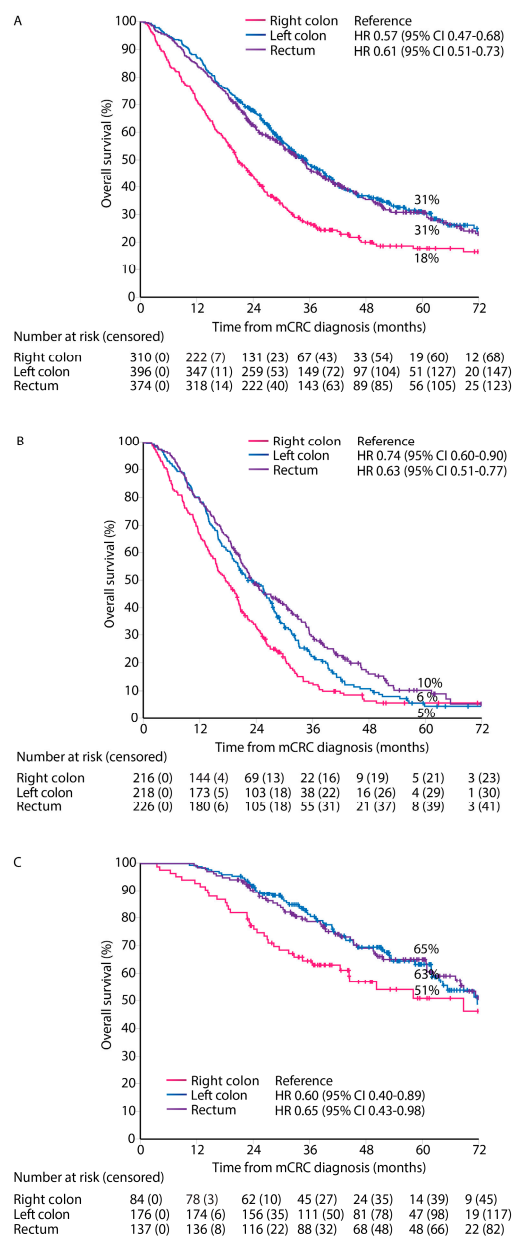 A
Right colon Reference
Left colon HR 0.57 (95% CI 0.47-0.68)
Rectum HR 0.61 (95% CI 0.51-0.73)
Overall survival (%)
100
90
80
70
60
50
40
30
20
10
0
31%
31%
18%
0 12 24 36 48 60 72
Time from mCRC diagnosis (months)
Number at risk (censored)
Right colon 310 (0) 222 (7) 131 (23) 67 (43) 33 (54) 19 (60) 12 (68)
Left colon 396 (0) 347 (11) 259 (53) 149 (72) 97 (104) 51 (127) 20 (147)
Rectum 374 (0) 318 (14) 222 (40) 143 (63) 89 (85) 56 (105) 25 (123)
B
Right colon Reference
Left colon HR 0.74 (95% CI 0.60-0.90)
Rectum HR 0.63 (95% CI 0.51-0.77)
Overall survival (%)
100
90
80
70
60
50
40
30
20
10
0
10%
6 %
5%
0 12 24 36 48 60 72
Time from mCRC diagnosis (months)
Number at risk (censored)
Right colon 216 (0) 144 (4) 69 (13) 22 (16) 9 (19) 5 (21) 3 (23)
Left colon 218 (0) 173 (5) 103 (18) 38 (22) 16 (26) 4 (29) 1 (30)
Rectum 226 (0) 180 (6) 105 (18) 55 (31) 21 (37) 8 (39) 3 (41)
C
100
90
80
70
60
50
40
30
20
10
0
Overall survival (%)
65%
63%
51%
Right colon Reference
Left colon HR 0.60 (95% CI 0.40-0.89)
Rectum HR 0.65 (95% CI 0.43-0.98)
0 12 24 36 48 60 72
Time from mCRC diagnosis (months)
Number at risk (censored)
Right colon 84 (0) 78 (3) 62 (10) 45 (27) 24 (35) 14 (39) 9 (45)
Left colon 176 (0) 174 (6) 156 (35) 111 (50) 81 (78) 47 (98) 19 (117)
Rectum 137 (0) 136 (8) 116 (22) 88 (32) 68 (48) 48 (66) 22 (82)